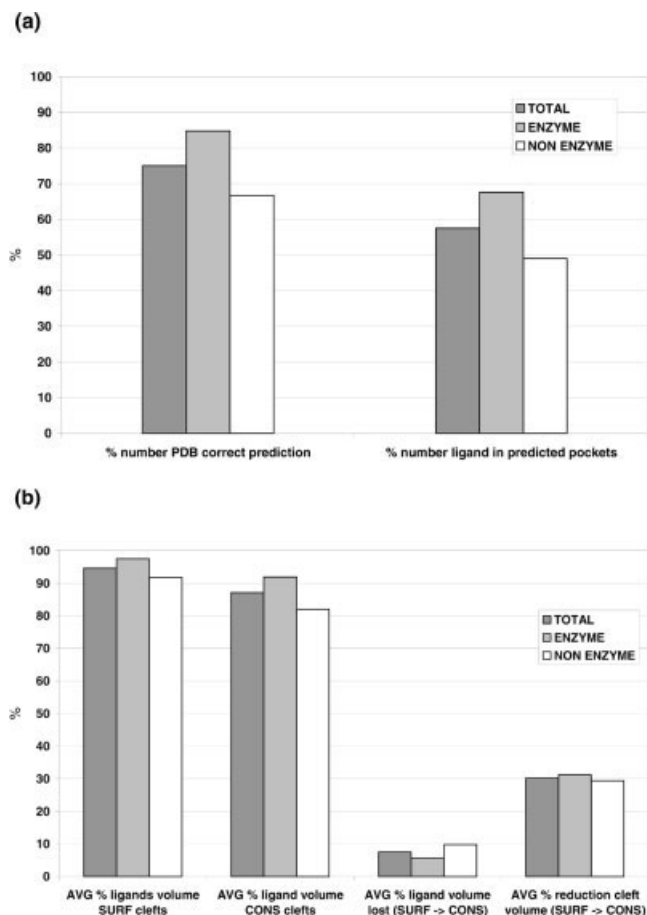 (a)
100
90
80
70
60
50
40
30
20
10
0
%
TOTAL
ENZYME
NON ENZYME
% number PDB correct prediction
% number ligand in predicted pockets
(b)
100
90
80
70
60
50
40
30
20
10
0
%
TOTAL
ENZYME
NON ENZYME
AVG % ligands volume
SURF clefts
AVG % ligand volume
CONS clefts
AVG % ligand volume
lost (SURF -> CONS)
AVG % reduction cleft
volume (SURF -> CONS)